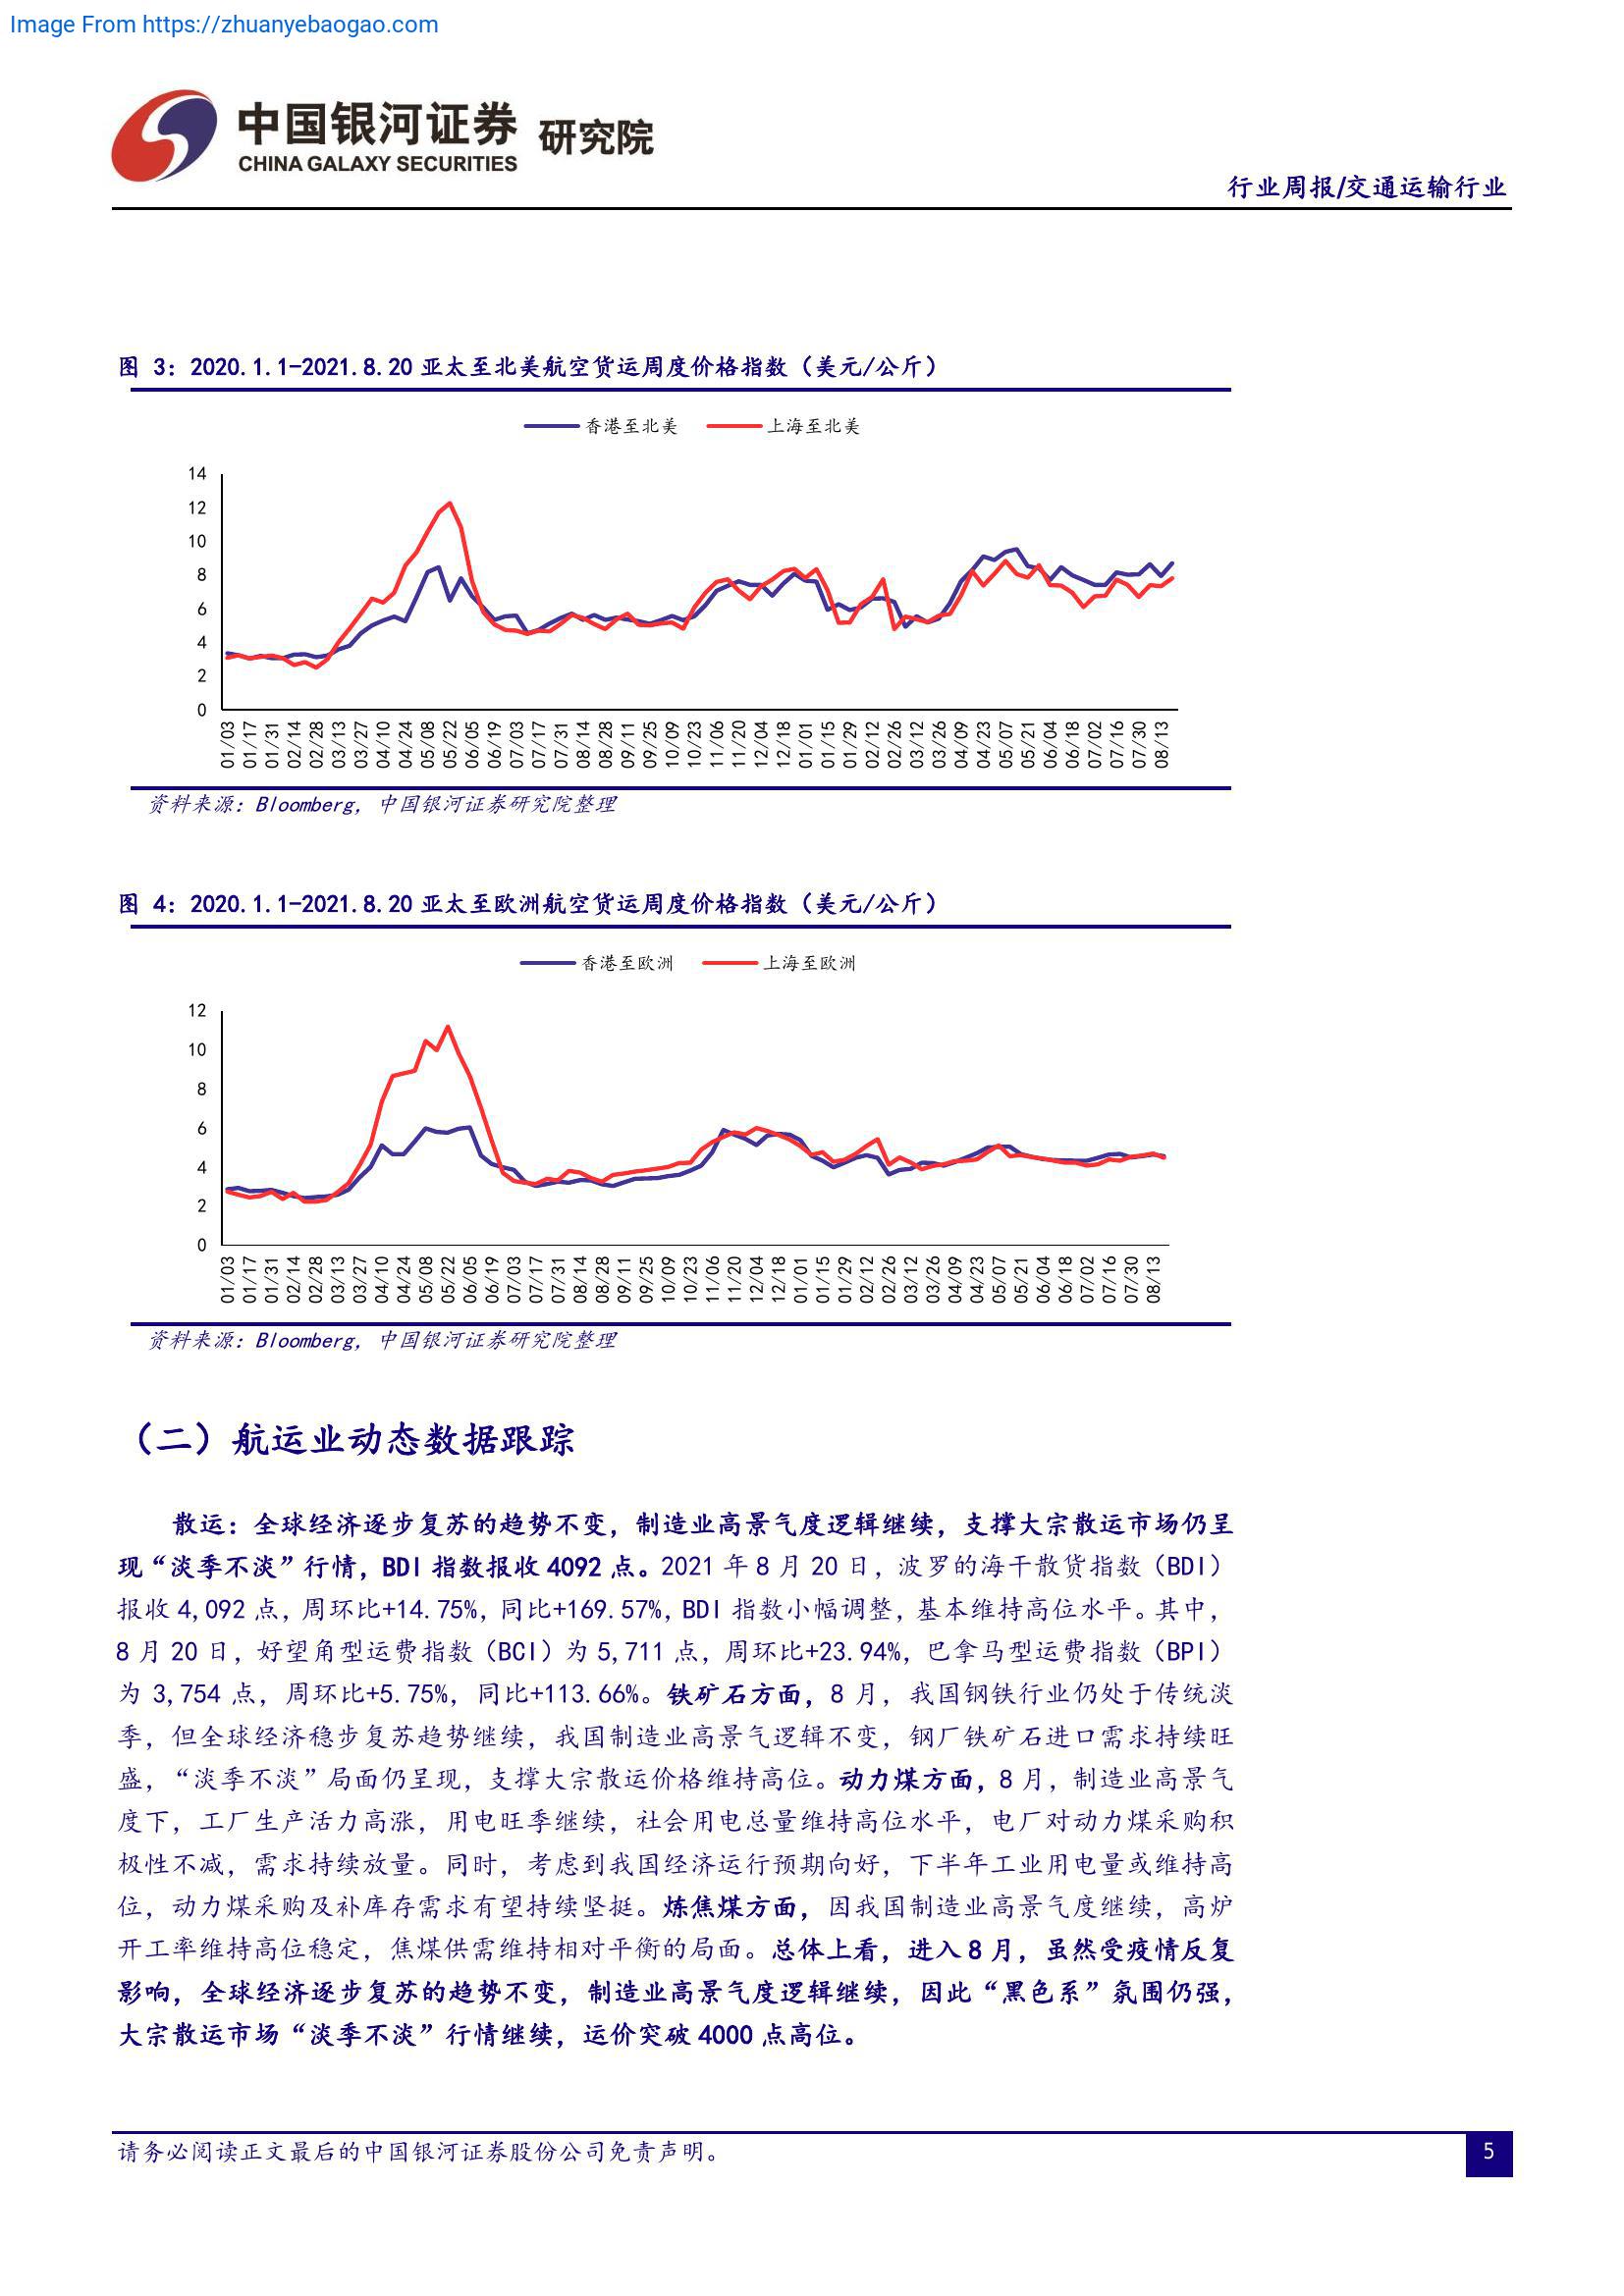 Image From https://zhuanyebaogao.com
中国银河证券 研究院
CHINA GALAXY SECURITIES
行业周报/交通运输行业
图 3：2020.1.1-2021.8.20 亚太至北美航空货运周度价格指数（美元/公斤）
香港至北美 上海至北美
14
12
10
8
6
4
2
0
01/03 01/17 01/31 02/14 02/28 03/13 03/27 04/10 04/24 05/08 05/22 06/05 06/19 07/03 07/17 07/31 08/14 08/28 09/11 09/25 10/09 10/23 11/06 11/20 12/04 12/18 01/01 01/15 01/29 02/12 02/26 03/12 03/26 04/09 04/23 05/07 05/21 06/04 06/18 07/02 07/16 07/30 08/13
资料来源：Bloomberg，中国银河证券研究院整理
图 4：2020.1.1-2021.8.20 亚太至欧洲航空货运周度价格指数（美元/公斤）
香港至欧洲 上海至欧洲
12
10
8
6
4
2
0
01/03 01/17 01/31 02/14 02/28 03/13 03/27 04/10 04/24 05/08 05/22 06/05 06/19 07/03 07/17 07/31 08/14 08/28 09/11 09/25 10/09 10/23 11/06 11/20 12/04 12/18 01/01 01/15 01/29 02/12 02/26 03/12 03/26 04/09 04/23 05/07 05/21 06/04 06/18 07/02 07/16 07/30 08/13
资料来源：Bloomberg，中国银河证券研究院整理
（二）航运业动态数据跟踪
散运：全球经济逐步复苏的趋势不变，制造业高景气度逻辑继续，支撑大宗散运市场仍呈
现“淡季不淡”行情，BDI 指数报收 4092 点。2021 年 8 月 20 日，波罗的海干散货指数（BDI）
报收 4,092 点，周环比+14.75%，同比+169.57%，BDI 指数小幅调整，基本维持高位水平。其中，
8 月 20 日，好望角型运费指数（BCI）为 5,711 点，周环比+23.94%，巴拿马型运费指数（BPI）
为 3,754 点，周环比+5.75%，同比+113.66%。铁矿石方面，8 月，我国钢铁行业仍处于传统淡
季，但全球经济稳步复苏趋势继续，我国制造业高景气逻辑不变，钢厂铁矿石进口需求持续旺
盛，“淡季不淡”局面仍呈现，支撑大宗散运价格维持高位。动力煤方面，8 月，制造业高景气
度下，工厂生产活力高涨，用电旺季继续，社会用电总量维持高位水平，电厂对动力煤采购积
极性不减，需求持续放量。同时，考虑到我国经济运行预期向好，下半年工业用电量或维持高
位，动力煤采购及补库存需求有望持续坚挺。炼焦煤方面，因我国制造业高景气度继续，高炉
开工率维持高位稳定，焦煤供需维持相对平衡的局面。总体上看，进入 8 月，虽然受疫情反复
影响，全球经济逐步复苏的趋势不变，制造业高景气度逻辑继续，因此“黑色系”氛围仍强，
大宗散运市场“淡季不淡”行情继续，运价突破 4000 点高位。
请务必阅读正文最后的中国银河证券股份公司免责声明。
5